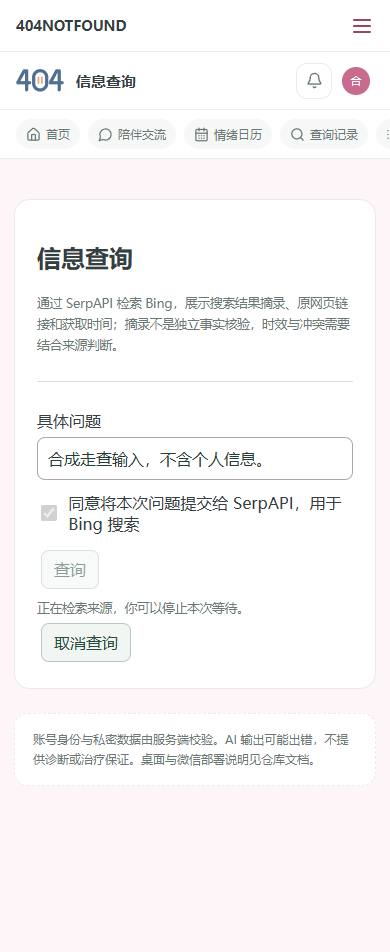 404NOTFOUND
404 信息查询 合
首页 陪伴交流 情绪日历 查询记录
信息查询
通过 SerpAPI 检索 Bing，展示搜索结果摘录、原网页链
接和获取时间；摘录不是独立事实核验，时效与冲突需要
结合来源判断。
具体问题
合成走查输入，不含个人信息。
同意将本次问题提交给 SerpAPI，用于
Bing 搜索
查询
正在检索来源，你可以停止本次等待。
取消查询
账号身份与私密数据由服务端校验。AI 输出可能出错，不提
供诊断或治疗保证。桌面与微信部署说明见仓库文档。